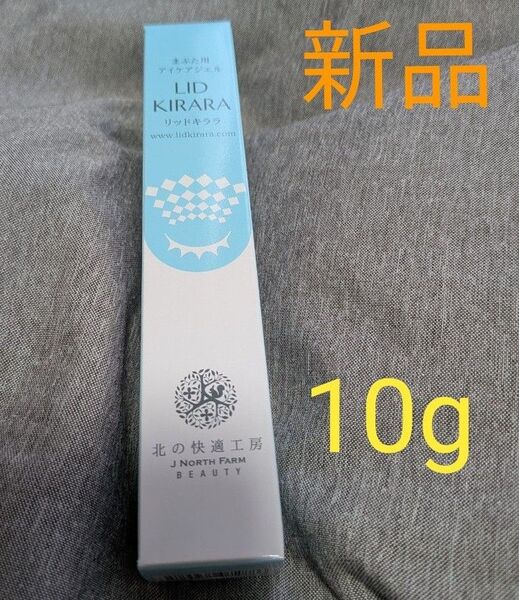 新品
まぶた用
アイケアジェル
LID
KIRARA
リッドキララ
www.lidkirara.com
10g
北の快適工房
J NORTH FARM
BEAUTY